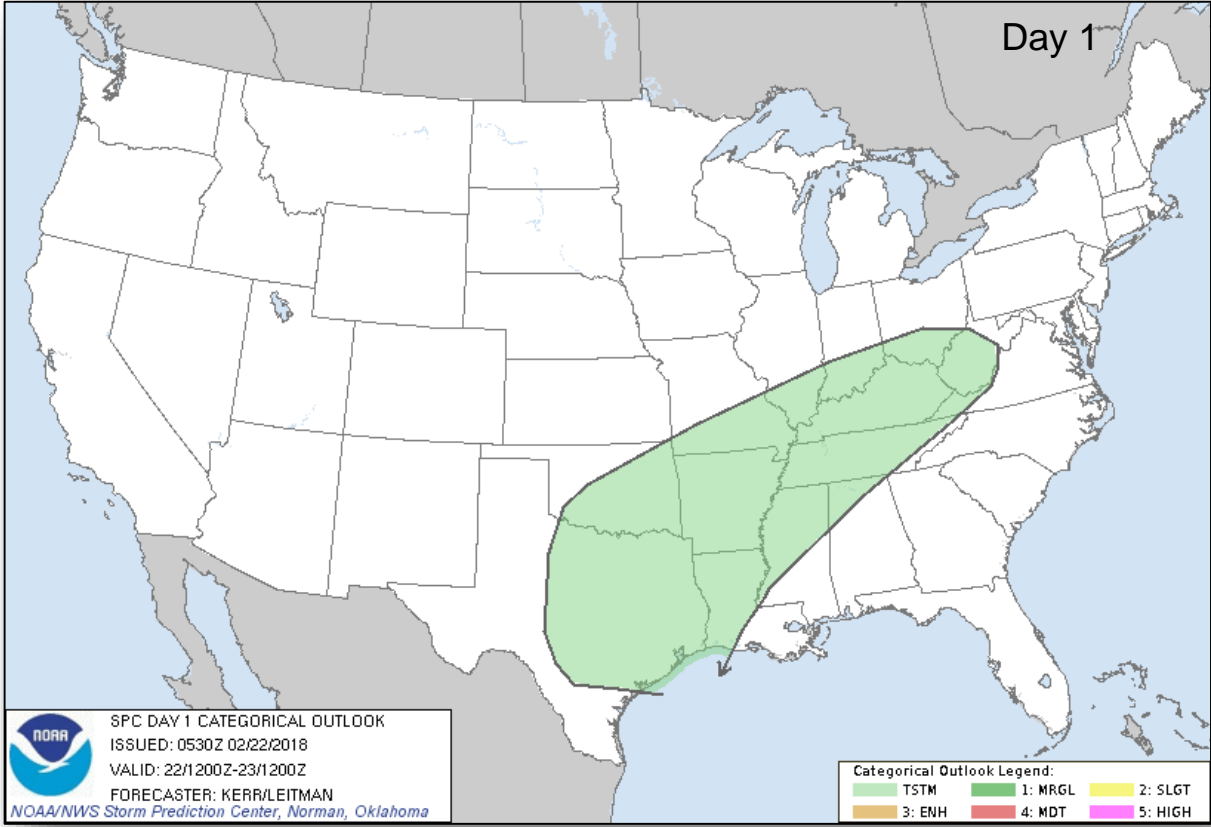 Day 1
NOAA
SPC DAY 1 CATEGORICAL OUTLOOK
ISSUED: 0530Z 02/22/2018
VALID: 22/1200Z-23/1200Z
FORECASTER: KERR/LEITMAN
NOAA/NWS Storm Prediction Center, Norman, Oklahoma
Categorical Outlook Legend:
TSTM 1: MRGL 2: SLGT
3: ENH 4: MDT 5: HIGH